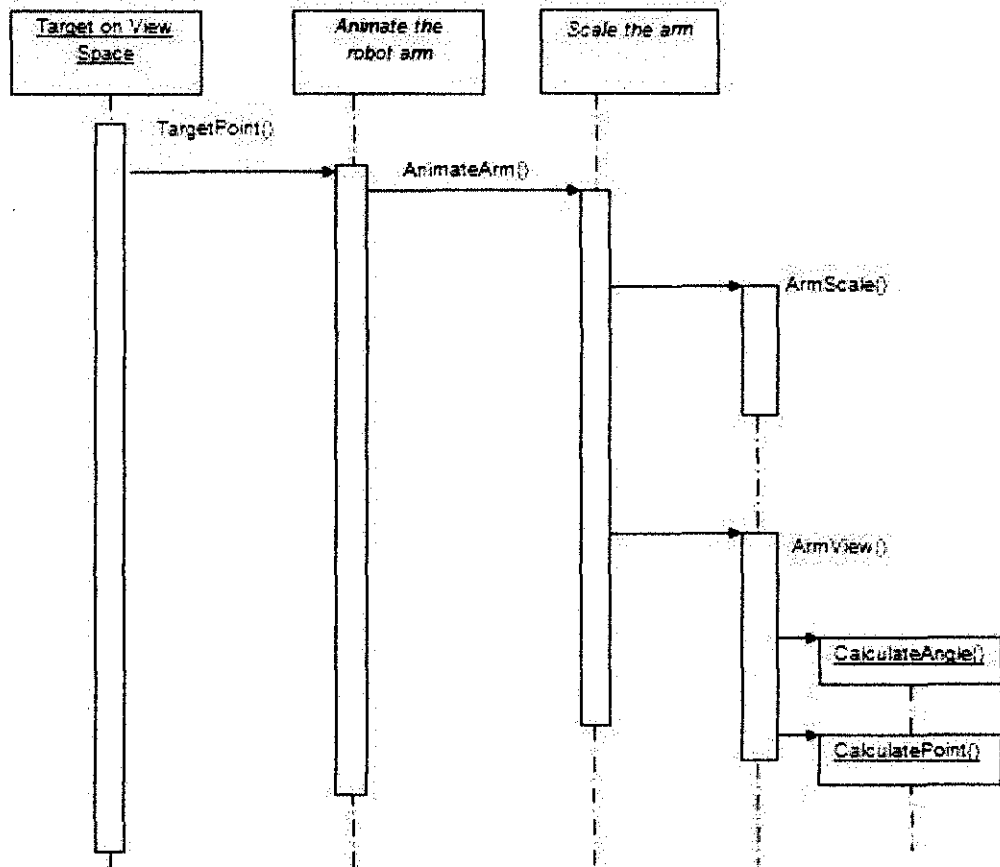 Target on View
Space
Animate the
robot arm
Scale the arm
TargetPoint()
AnimateArm()
ArmScale()
ArmView()
CalculateAngle()
CalculatePoint()